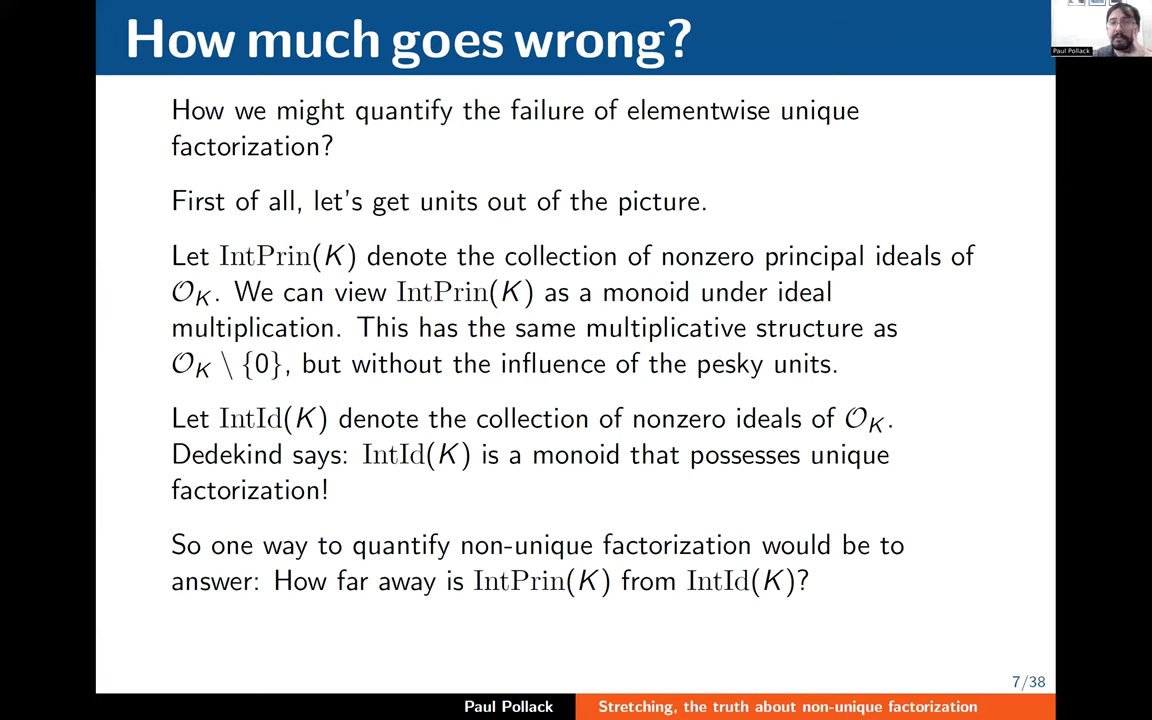 How much goes wrong?
Paul Pollack
How we might quantify the failure of elementwise unique
factorization?
First of all, let's get units out of the picture.
Let IntPrin(K) denote the collection of nonzero principal ideals of
𝒪_K. We can view IntPrin(K) as a monoid under ideal
multiplication. This has the same multiplicative structure as
𝒪_K \ {0}, but without the influence of the pesky units.
Let IntId(K) denote the collection of nonzero ideals of 𝒪_K.
Dedekind says: IntId(K) is a monoid that possesses unique
factorization!
So one way to quantify non-unique factorization would be to
answer: How far away is IntPrin(K) from IntId(K)?
7/38
Paul Pollack
Stretching, the truth about non-unique factorization